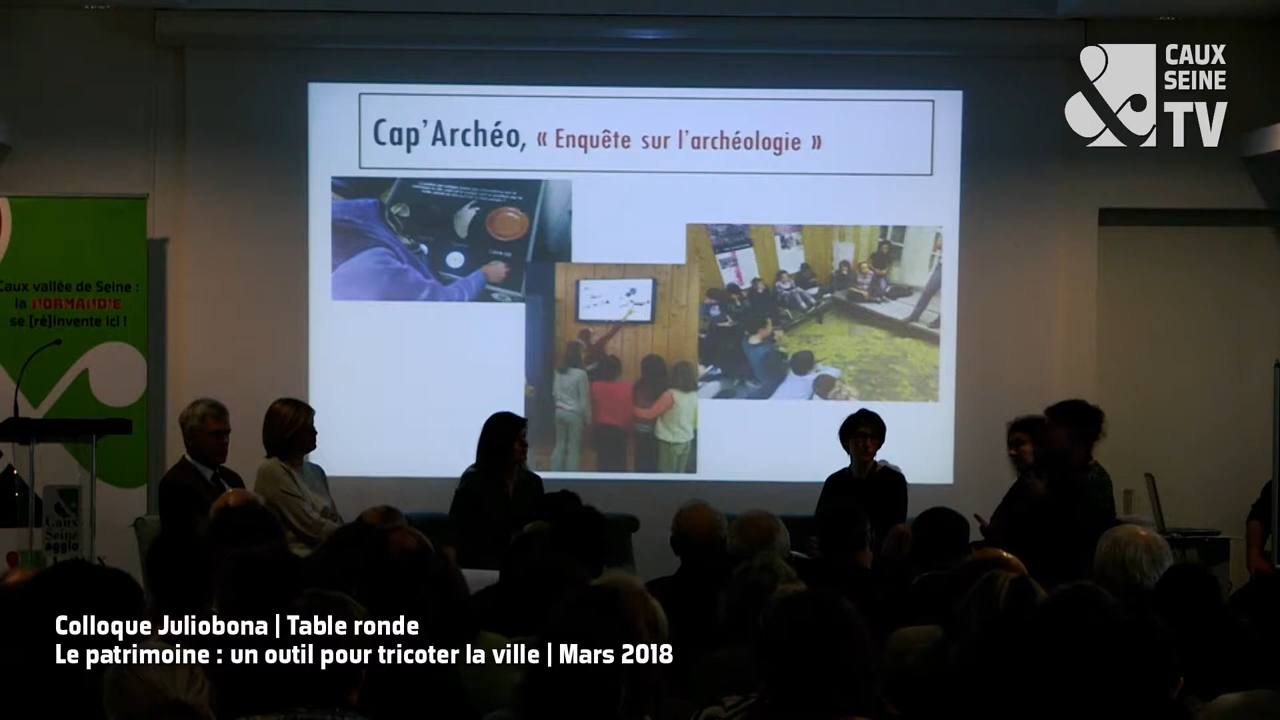 CAUX
SEINE
TV
Cap'Archéo, « Enquête sur l'archéologie »
Caux vallée de Seine :
la NORMANDIE
se [ré]invente ici !
Caux
Seine
agglo
Colloque Juliobona | Table ronde
Le patrimoine : un outil pour tricoter la ville | Mars 2018